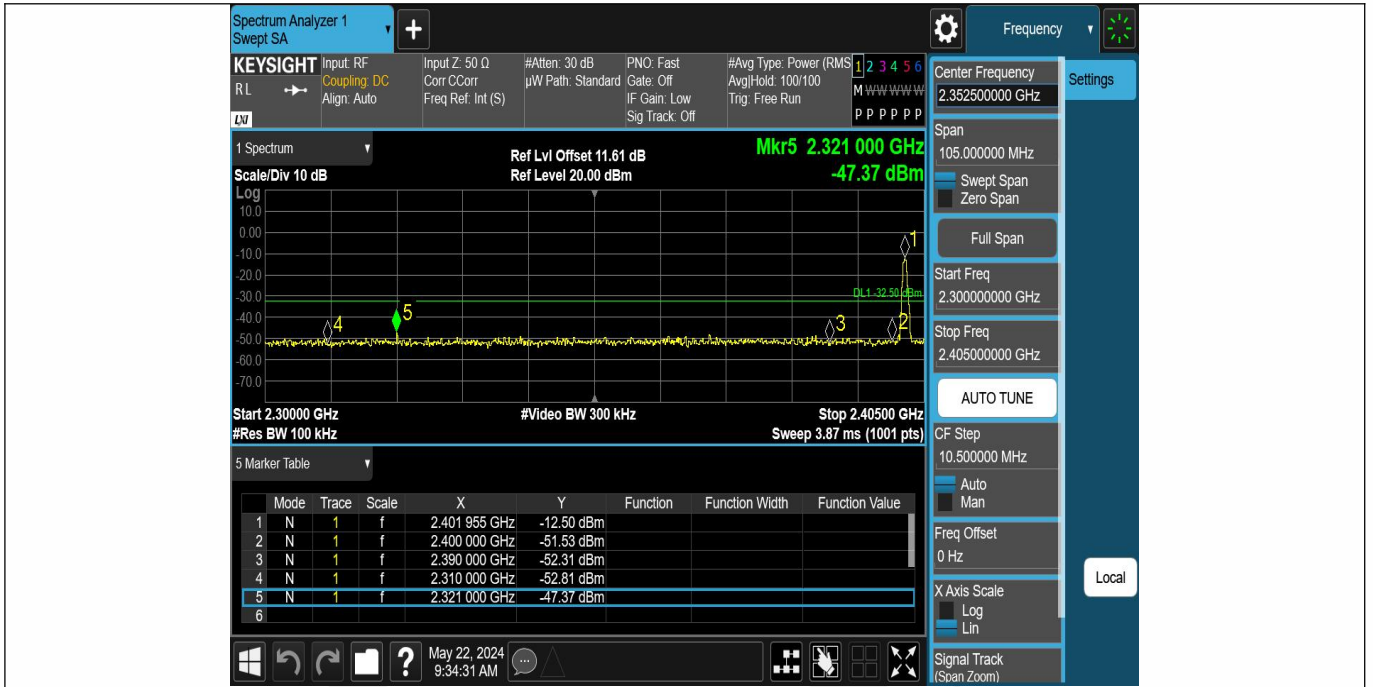 Spectrum Analyzer 1
Swept SA
+
Frequency
KEYSIGHT
RL
LXI
Input: RF
Coupling: DC
Align: Auto
Input Z: 50 Ω
Corr CCorr
Freq Ref: Int (S)
#Atten: 30 dB
µW Path: Standard
PNO: Fast
Gate: Off
IF Gain: Low
Sig Track: Off
#Avg Type: Power (RMS
Avg|Hold: 100/100
Trig: Free Run
1 2 3 4 5 6
M W W W W W
P P P P P P
1 Spectrum
Scale/Div 10 dB
Ref Lvl Offset 11.61 dB
Ref Level 20.00 dBm
Mkr5 2.321 000 GHz
-47.37 dBm
Log
10.0
0.00
-10.0
-20.0
-30.0
-40.0
-50.0
-60.0
-70.0
1
DL1 -32.50 dBm
5
4
3
2
Start 2.30000 GHz
#Video BW 300 kHz
Stop 2.40500 GHz
#Res BW 100 kHz
Sweep 3.87 ms (1001 pts)
5 Marker Table
Mode Trace Scale X Y Function Function Width Function Value
1 N 1 f 2.401 955 GHz -12.50 dBm
2 N 1 f 2.400 000 GHz -51.53 dBm
3 N 1 f 2.390 000 GHz -52.31 dBm
4 N 1 f 2.310 000 GHz -52.81 dBm
5 N 1 f 2.321 000 GHz -47.37 dBm
6
?
May 22, 2024
9:34:31 AM
Center Frequency
2.352500000 GHz
Settings
Span
105.000000 MHz
Swept Span
Zero Span
Full Span
Start Freq
2.300000000 GHz
Stop Freq
2.405000000 GHz
AUTO TUNE
CF Step
10.500000 MHz
Auto
Man
Freq Offset
0 Hz
Local
X Axis Scale
Log
Lin
Signal Track
(Span Zoom)